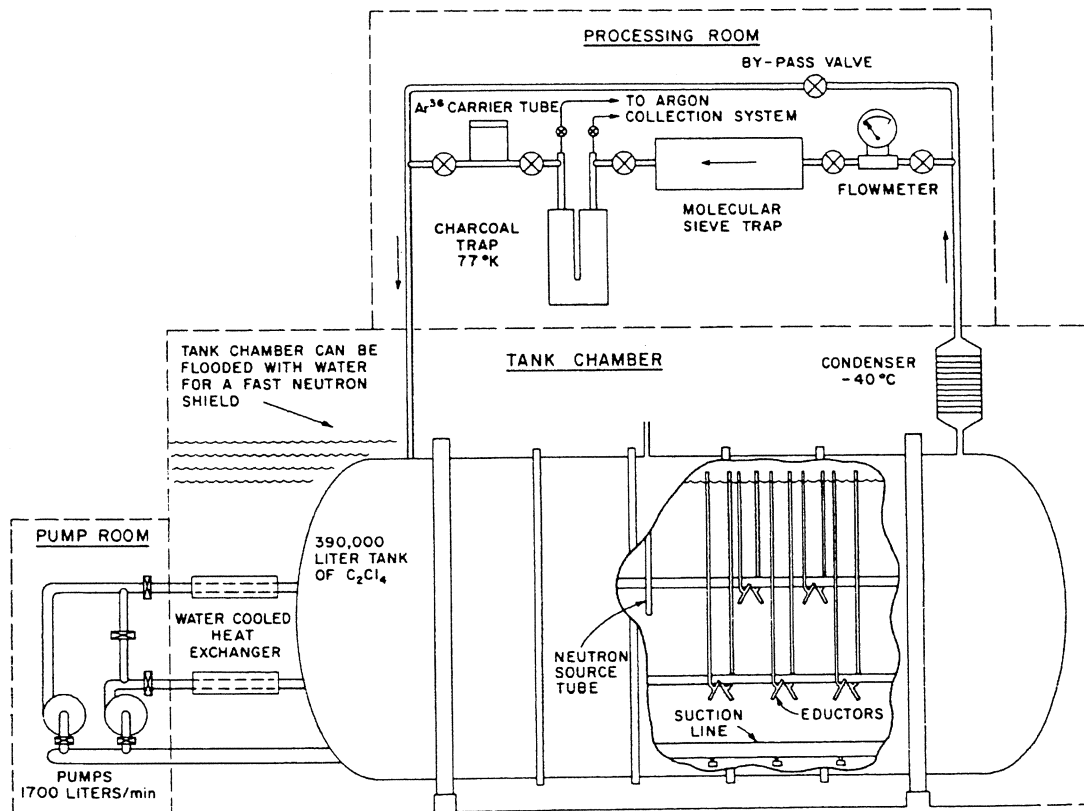 PROCESSING ROOM
BY-PASS VALVE
Ar³⁶ CARRIER TUBE
TO ARGON
COLLECTION SYSTEM
FLOWMETER
MOLECULAR
SIEVE TRAP
CHARCOAL
TRAP
77°K
TANK CHAMBER CAN BE
FLOODED WITH WATER
FOR A FAST NEUTRON
SHIELD
TANK CHAMBER
CONDENSER
-40°C
PUMP ROOM
390,000
LITER TANK
OF C₂Cl₄
WATER COOLED
HEAT
EXCHANGER
NEUTRON
SOURCE
TUBE
SUCTION
LINE
EDUCTORS
PUMPS
1700 LITERS/min